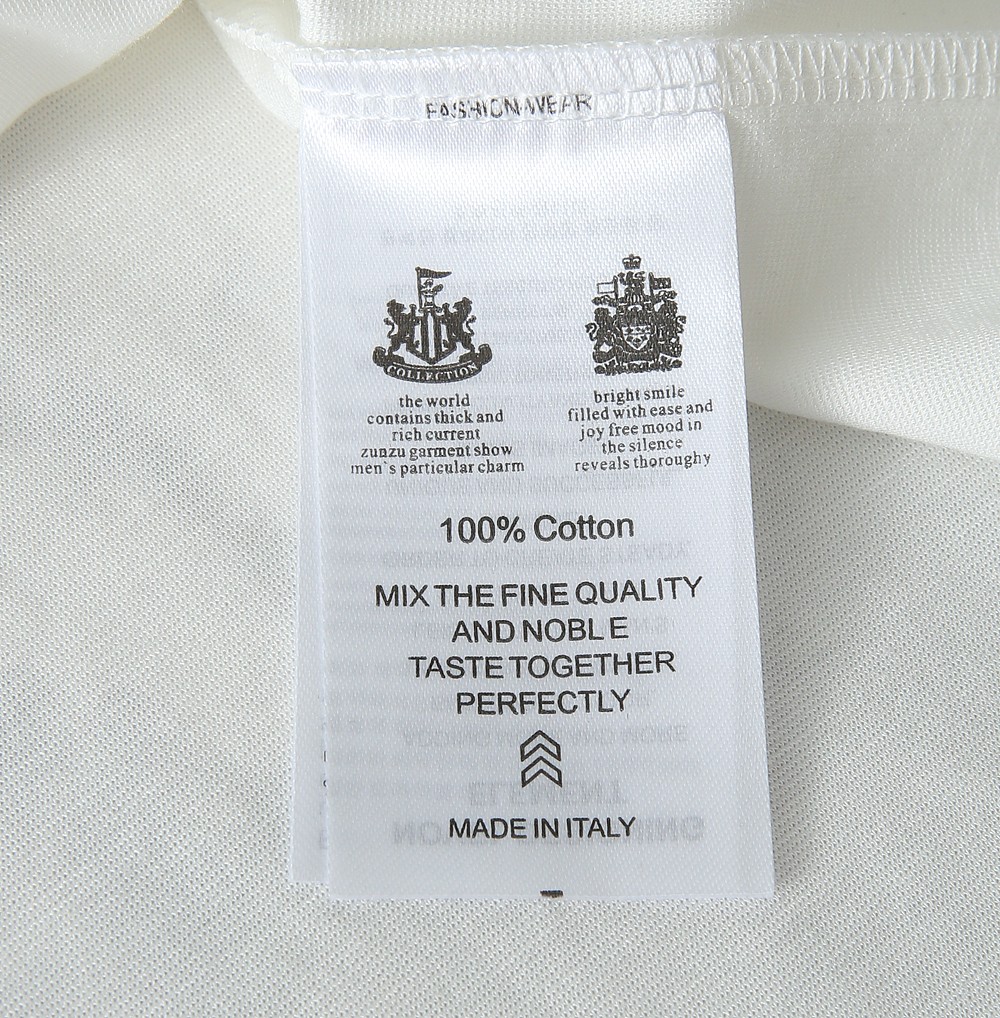 FASHION WEAR
COLLECTION
the world
contains thick and
rich current
zunzu garment show
men`s particular charm
bright smile
filled with ease and
joy free mood in
the silence
reveals thoroughy
100% Cotton
MIX THE FINE QUALITY
AND NOBLE
TASTE TOGETHER
PERFECTLY
MADE IN ITALY